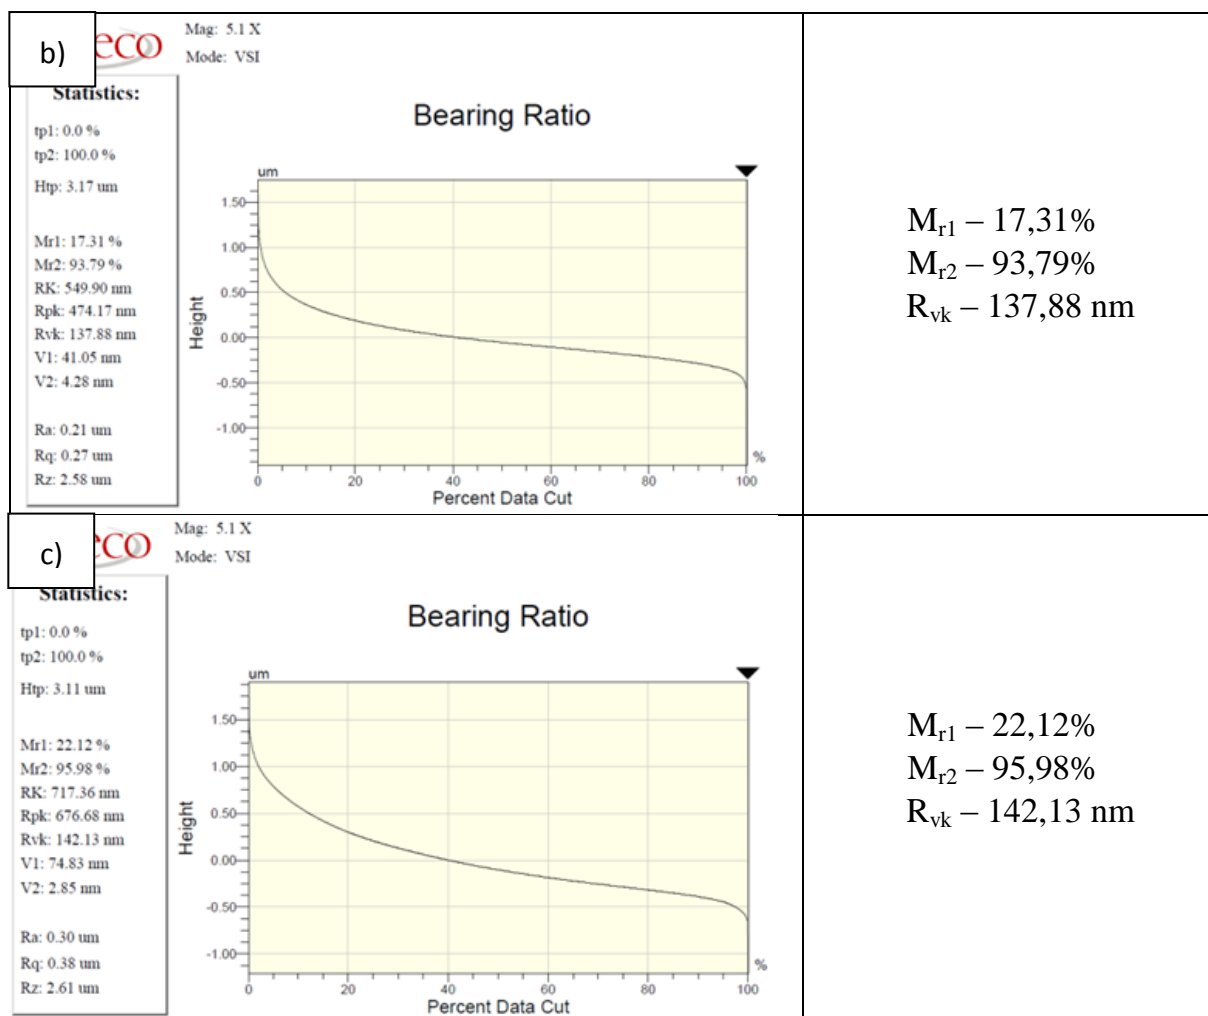 b)
eco
Mag: 5.1 X
Mode: VSI
Statistics:
tp1: 0.0 %
tp2: 100.0 %
Htp: 3.17 um
Mr1: 17.31 %
Mr2: 93.79 %
RK: 549.90 nm
Rpk: 474.17 nm
Rvk: 137.88 nm
V1: 41.05 nm
V2: 4.28 nm
Ra: 0.21 um
Rq: 0.27 um
Rz: 2.58 um
Bearing Ratio
um
1.50
1.00
0.50
0.00
-0.50
-1.00
Height
%
0 20 40 60 80 100
Percent Data Cut
Mr1 – 17,31%
Mr2 – 93,79%
Rvk – 137,88 nm
c)
eco
Mag: 5.1 X
Mode: VSI
Statistics:
tp1: 0.0 %
tp2: 100.0 %
Htp: 3.11 um
Mr1: 22.12 %
Mr2: 95.98 %
RK: 717.36 nm
Rpk: 676.68 nm
Rvk: 142.13 nm
V1: 74.83 nm
V2: 2.85 nm
Ra: 0.30 um
Rq: 0.38 um
Rz: 2.61 um
Bearing Ratio
um
1.50
1.00
0.50
0.00
-0.50
-1.00
Height
%
0 20 40 60 80 100
Percent Data Cut
Mr1 – 22,12%
Mr2 – 95,98%
Rvk – 142,13 nm